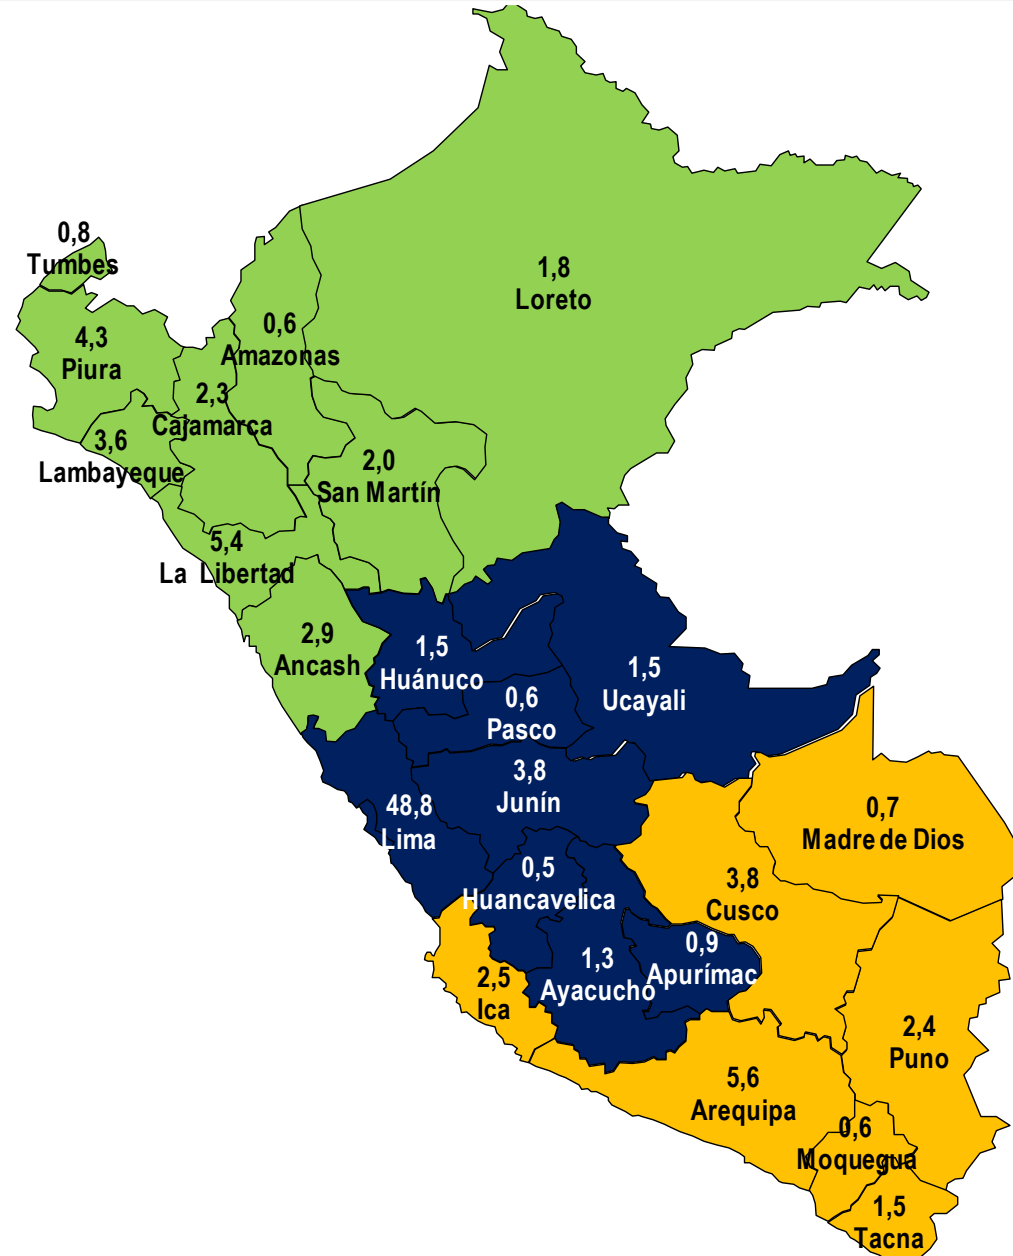 0,8
Tumbes
1,8
Loreto
4,3
Piura
0,6
Amazonas
2,3
Cajamarca
3,6
Lambayeque
2,0
San Martín
5,4
La Libertad
2,9
Ancash
1,5
Huánuco
1,5
Ucayali
0,6
Pasco
3,8
Junín
48,8
Lima
0,7
Madre de Dios
0,5
Huancavelica
3,8
Cusco
0,9
Apurímac
1,3
Ayacucho
2,5
Ica
2,4
Puno
5,6
Arequipa
0,6
Moquegua
1,5
Tacna